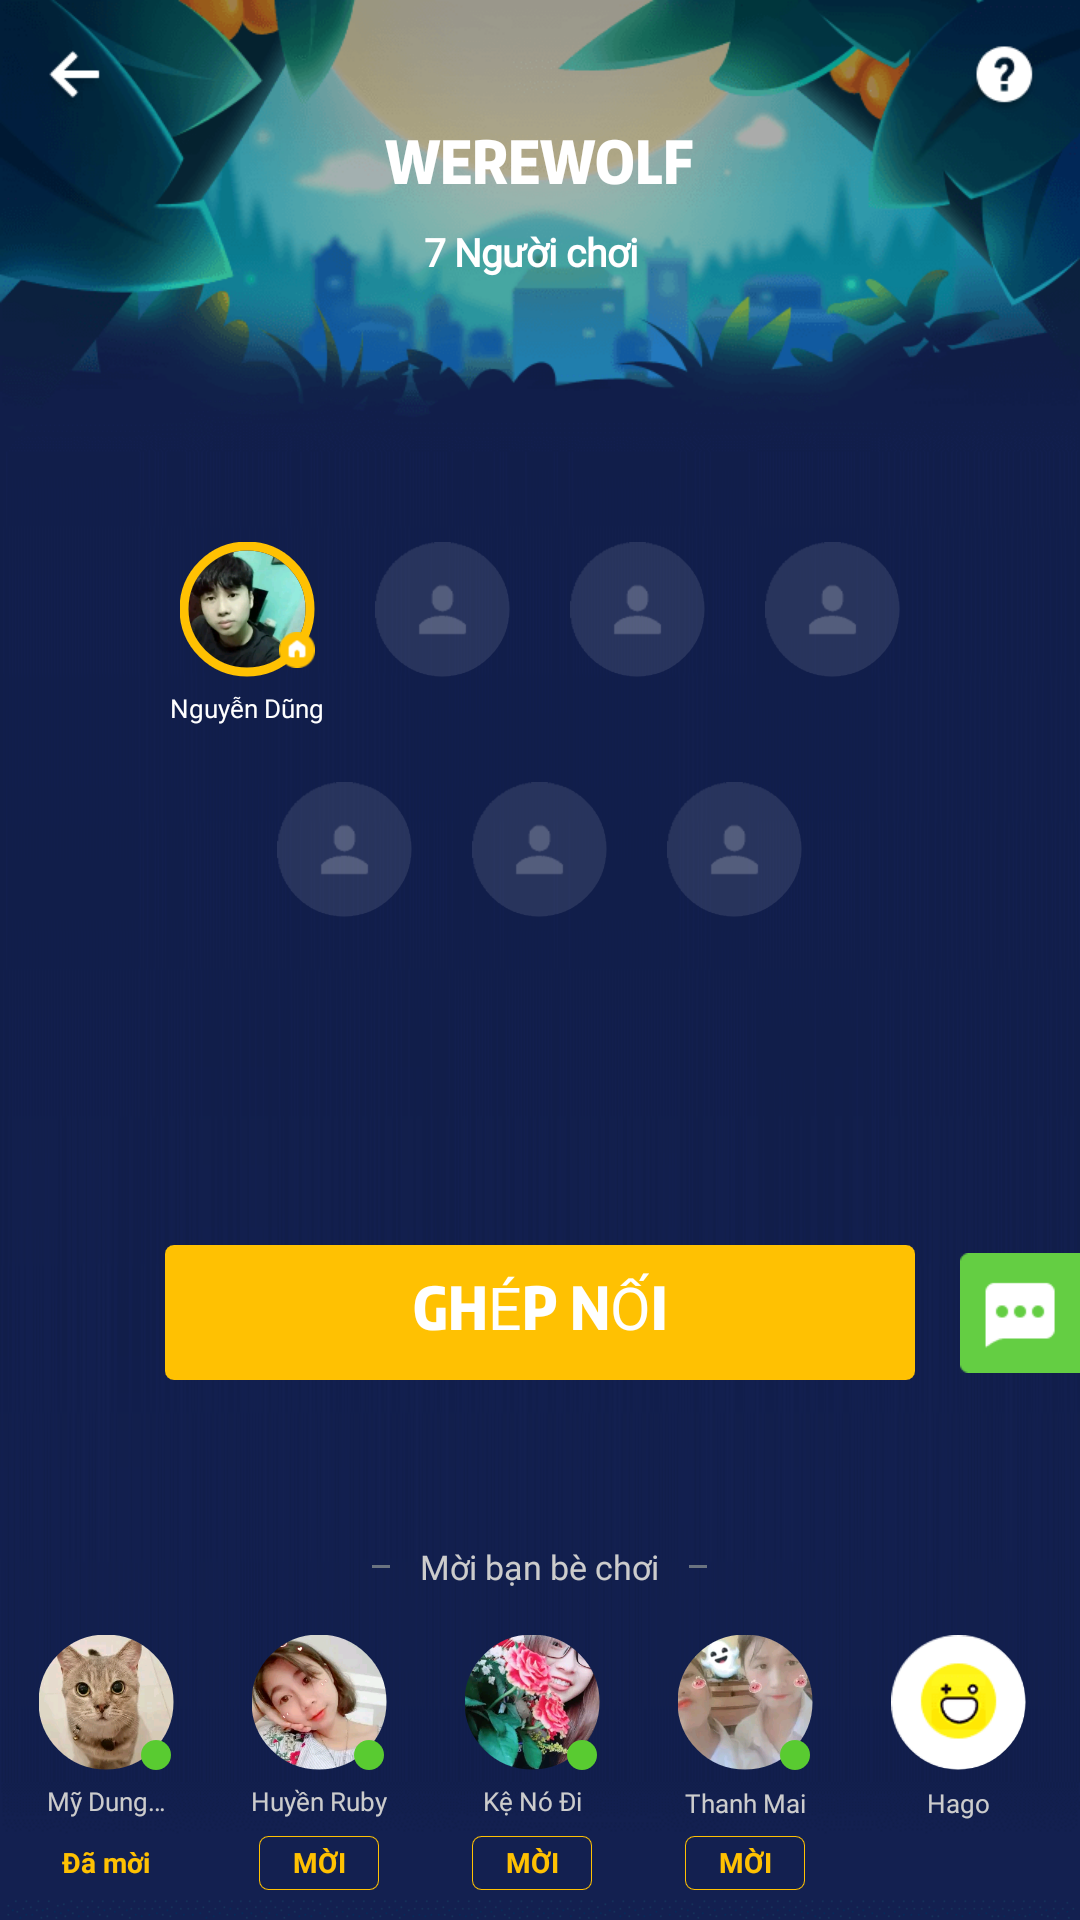 WEREWOLF
7 Người chơi
Nguyễn Dũng
GHÉP NỐI
Mời bạn bè chơi
Mỹ Dung...
Huyền Ruby
Kệ Nó Đi
Thanh Mai
Hago
Đã mời
MỜI
MỜI
MỜI